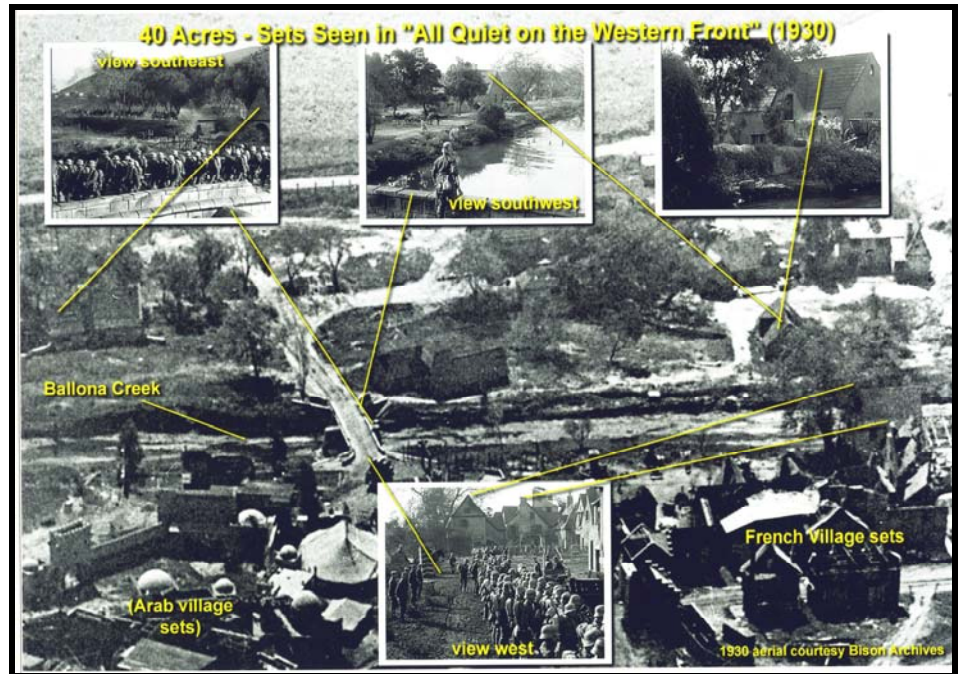 40 Acres - Sets Seen in "All Quiet on the Western Front" (1930)
view southeast
view southwest
Ballona Creek
French Village sets
(Arab village
sets)
view west
1930 aerial courtesy Bison Archives